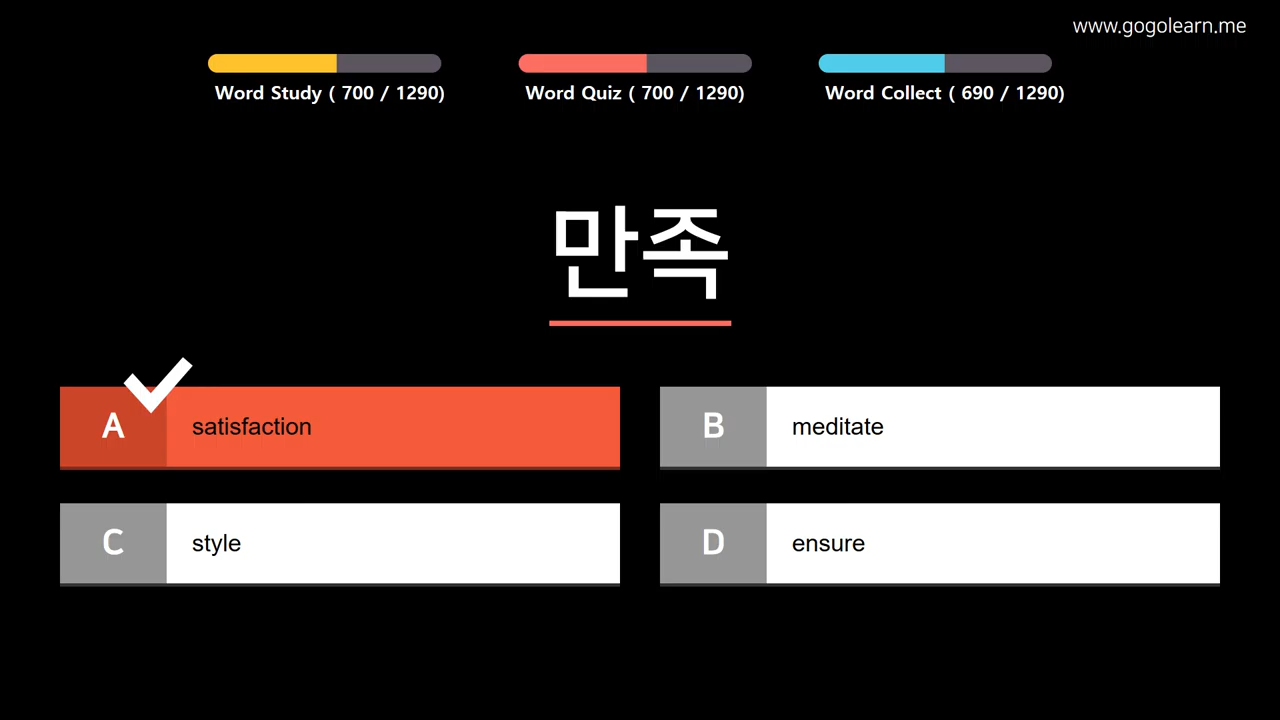 www.gogolearn.me
Word Study ( 700 / 1290)
Word Quiz ( 700 / 1290)
Word Collect ( 690 / 1290)
만족
A satisfaction
B meditate
C style
D ensure